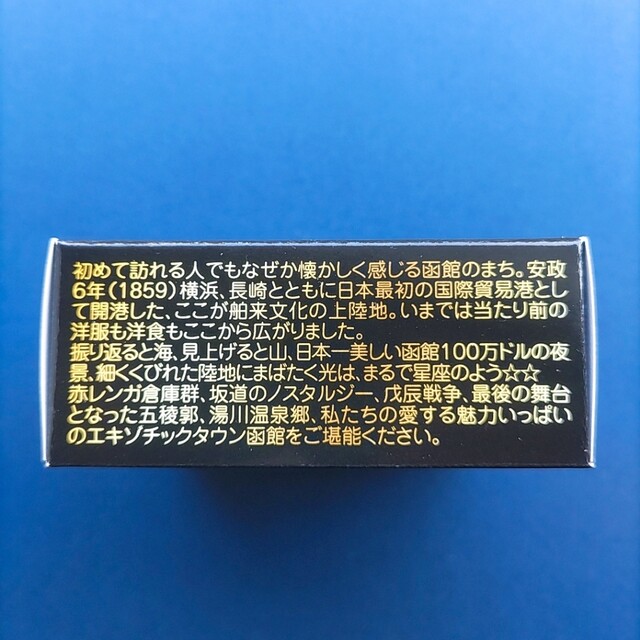 初めて訪れる人でもなぜか懐かしく感じる函館のまち。安政
6年(1859)横浜、長崎とともに日本最初の国際貿易港とし
て開港した、ここが舶来文化の上陸地。いまでは当たり前の
洋服も洋食もここから広がりました。
振り返ると海、見上げると山、日本一美しい函館100万ドルの夜
景、細くくびれた陸地にまばたく光は、まるで星座のよう☆☆
赤レンガ倉庫群、坂道のノスタルジー、戊辰戦争、最後の舞台
となった五稜郭、湯川温泉郷、私たちの愛する魅力いっぱい
のエキゾチックタウン函館をご堪能ください。